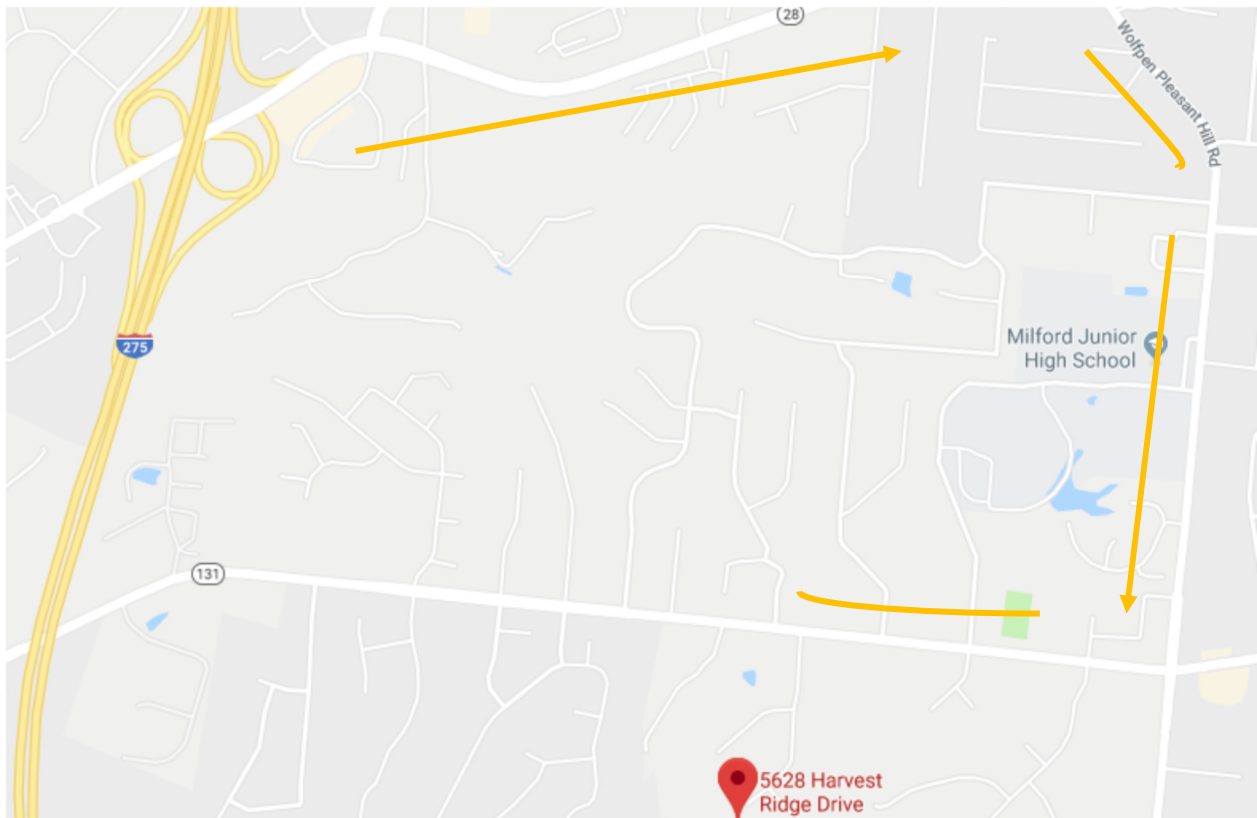 28
Wolfpen Pleasant Hill Rd
275
Milford Junior
High School
131
5628 Harvest
Ridge Drive